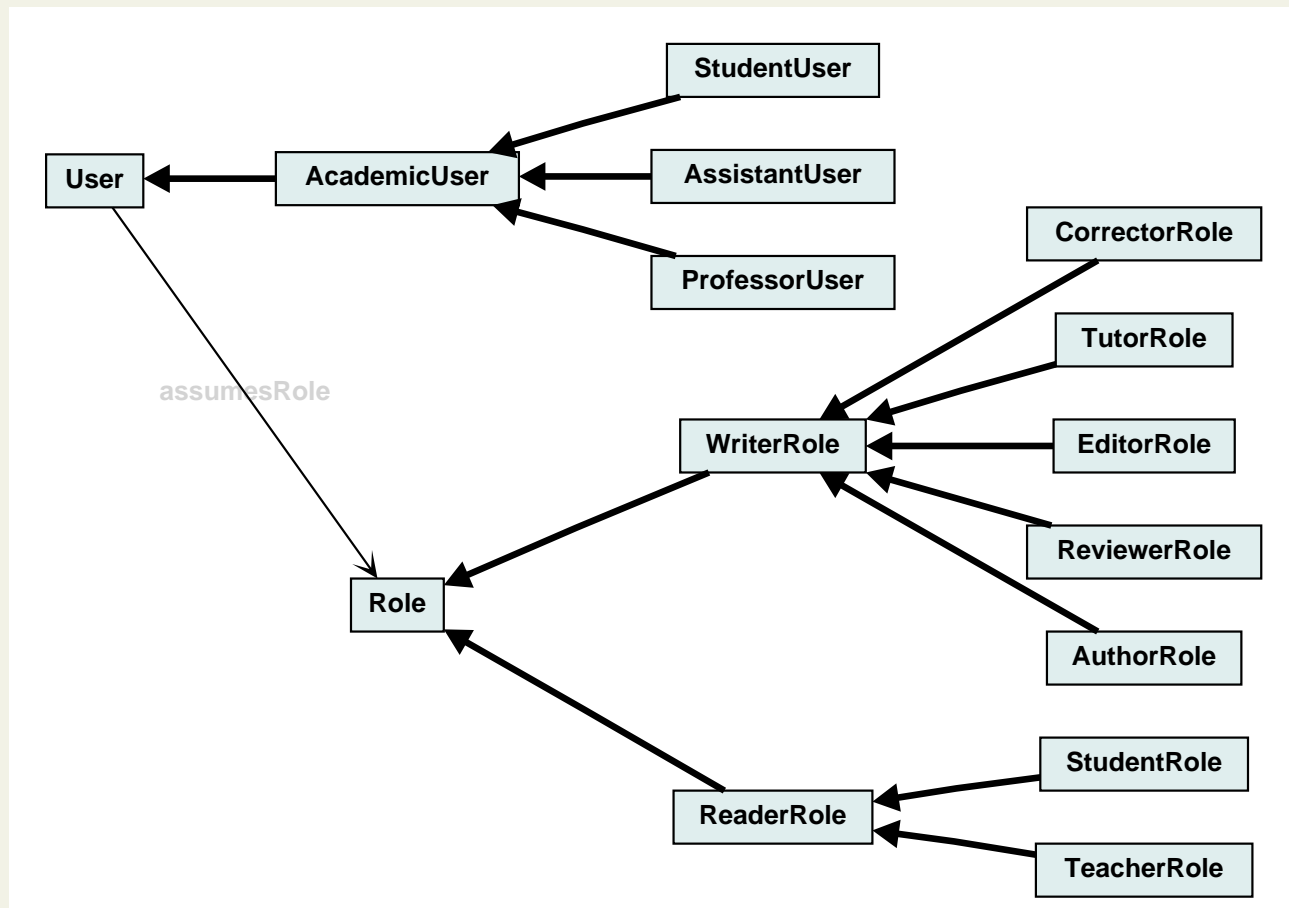 StudentUser
User
AcademicUser
AssistantUser
ProfessorUser
CorrectorRole
TutorRole
assumesRole
WriterRole
EditorRole
ReviewerRole
Role
AuthorRole
StudentRole
ReaderRole
TeacherRole